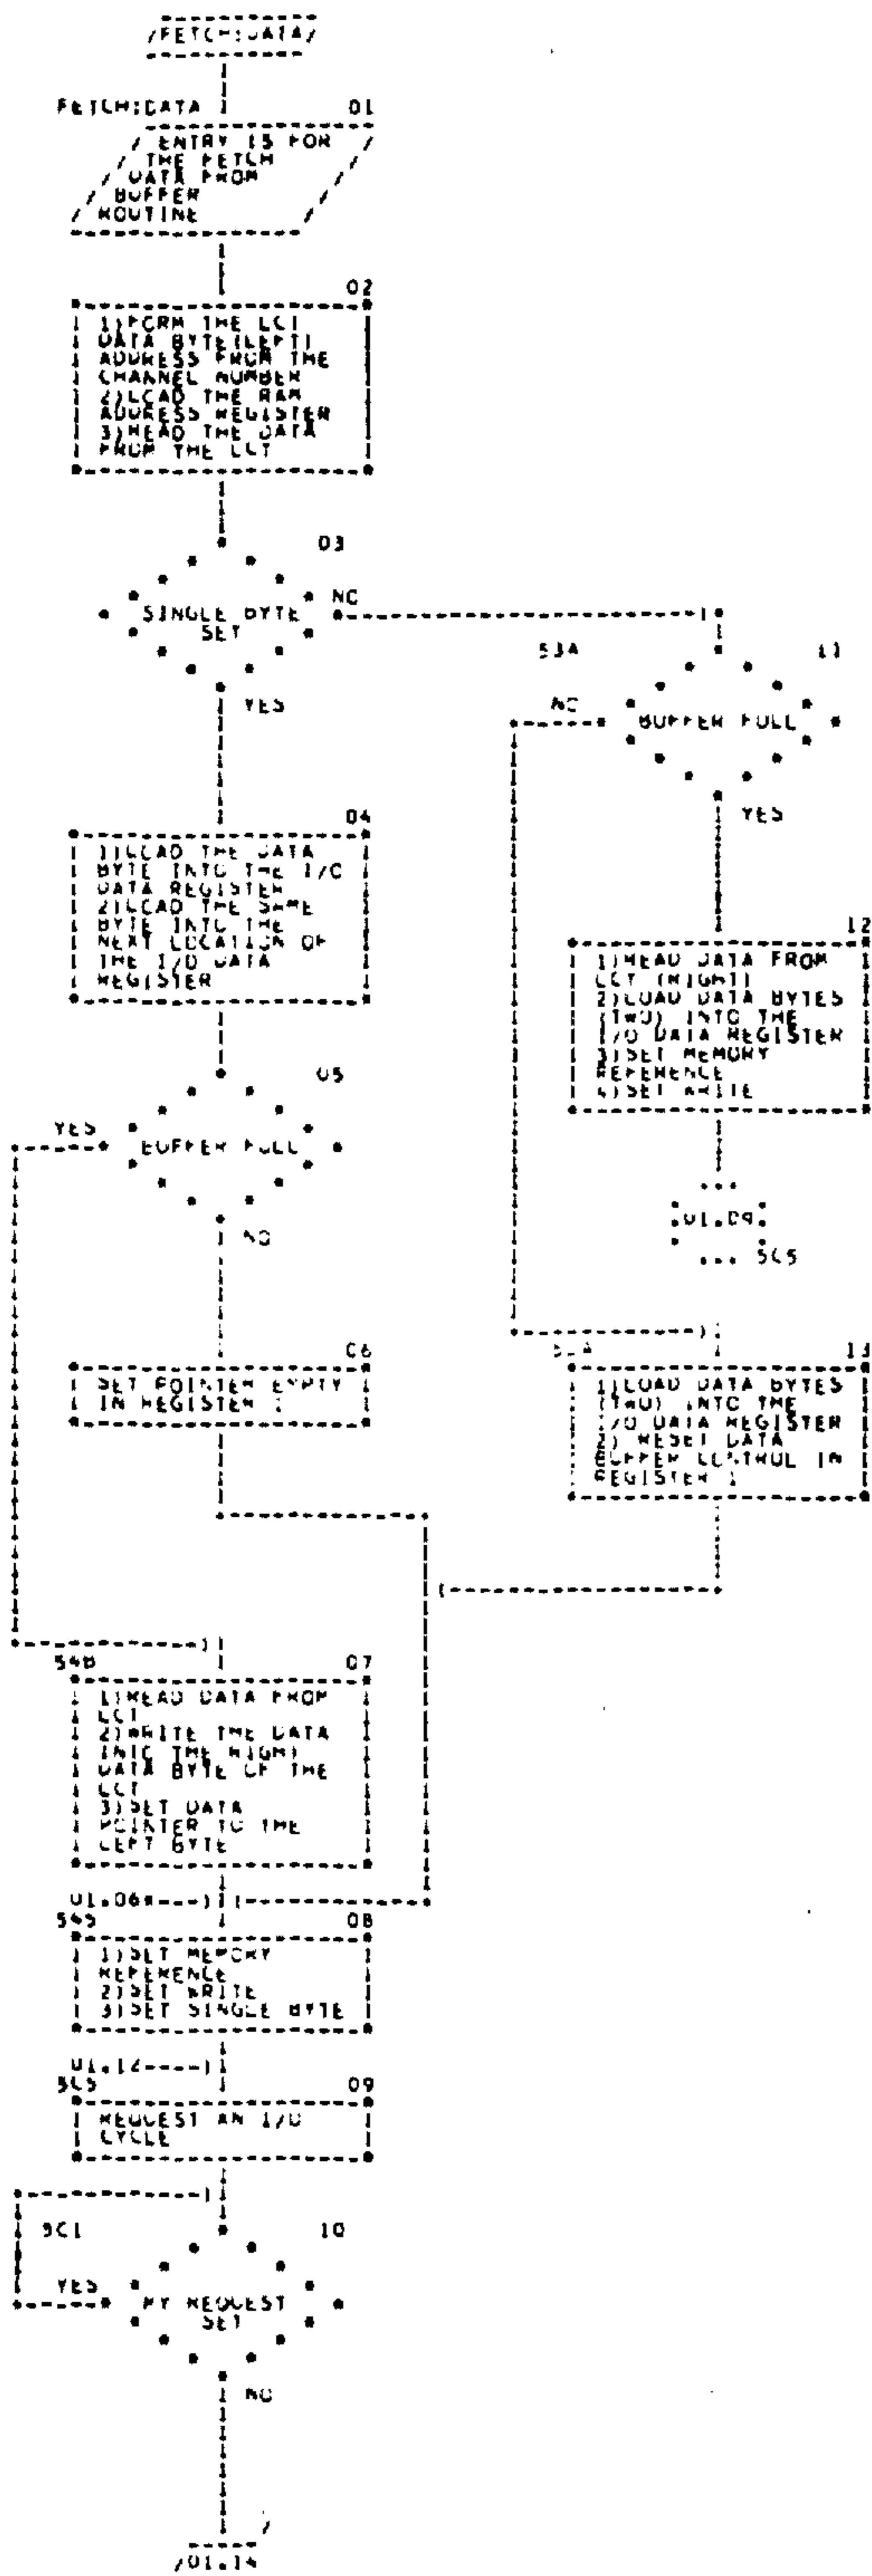 /FETCH:DATA/
FETCH:DATA 01
/ ENTRY IS FOR
/ THE FETCH
/ DATA FROM
/ BUFFER
/ ROUTINE
02
1)FORM THE LCT
DATA BYTE(LEFT)
ADDRESS FROM THE
CHANNEL NUMBER
2)LOAD THE RAM
ADDRESS REGISTER
3)READ THE DATA
FROM THE LCT
03
SINGLE BYTE
SET
NO
YES
04
1)LOAD THE DATA
BYTE INTO THE I/O
DATA REGISTER
2)LOAD THE SAME
BYTE INTO THE
NEXT LOCATION OF
THE I/O DATA
REGISTER
05
YES
BUFFER FULL
NO
06
SET POINTER EMPTY
IN REGISTER 1
54B 07
1)READ DATA FROM
LCT
2)WRITE THE DATA
INTO THE RIGHT
DATA BYTE OF THE
LCT
3)SET DATA
POINTER TO THE
LEFT BYTE
01.06*---)
545 08
1)SET MEMORY
REFERENCE
2)SET WRITE
3)SET SINGLE BYTE
01.12----)
5C5 09
REQUEST AN I/O
CYCLE
5C1 10
YES
MY REQUEST
SET
NO
/01.14
53A 11
NO
BUFFER FULL
YES
12
1)READ DATA FROM
LCT (RIGHT)
2)LOAD DATA BYTES
(TWO) INTO THE
I/O DATA REGISTER
3)SET MEMORY
REFERENCE
4)SET WRITE
01.09
5C5
13
1)LOAD DATA BYTES
(TWO) INTO THE
I/O DATA REGISTER
2) RESET DATA
BUFFER CONTROL IN
REGISTER 1